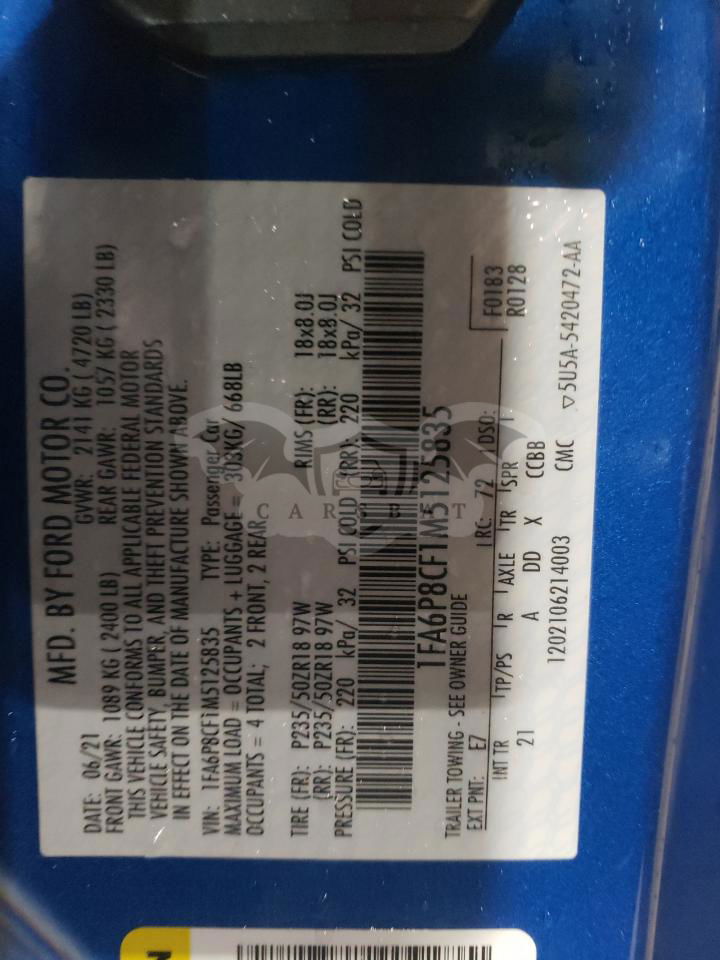 MFD. BY FORD MOTOR CO.
DATE: 06/21 GVWR: 2141 KG ( 4720 LB)
FRONT GAWR: 1089 KG ( 2400 LB) REAR GAWR: 1057 KG ( 2330 LB)
THIS VEHICLE CONFORMS TO ALL APPLICABLE FEDERAL MOTOR
VEHICLE SAFETY, BUMPER, AND THEFT PREVENTION STANDARDS
IN EFFECT ON THE DATE OF MANUFACTURE SHOWN ABOVE.
VIN: 1FA6P8CF1M5125835 TYPE: Passenger Car
MAXIMUM LOAD = OCCUPANTS + LUGGAGE = 303KG/ 668LB
OCCUPANTS = 4 TOTAL; 2 FRONT, 2 REAR
TIRE (FR): P235/50ZR18 97W RIMS (FR): 18x8.0J
(RR): P235/50ZR18 97W (RR): 18x8.0J
PRESSURE (FR): 220 kPa/ 32 PSI COLD (RR): 220 kPa/ 32 PSI COLD
1FA6P8CF1M5125835
TRAILER TOWING - SEE OWNER GUIDE
EXT PNT: E7 RC: 72 DSO: F0183
R0128
INT TR TP/PS R AXLE TR SPR
21 A DD X CCBB
1202106214003 CMC ▽5U5A-5420472-AA
CARSBAT
N